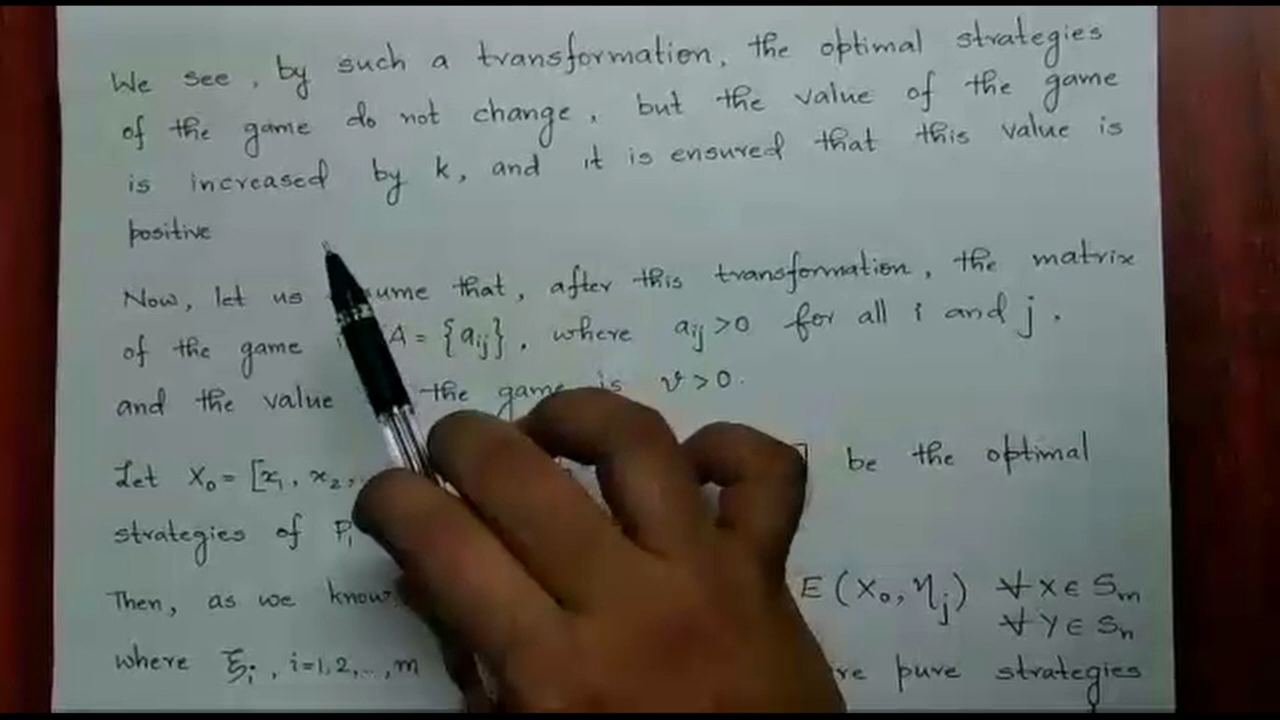 We see, by such a transformation, the optimal strategies
of the game do not change, but the value of the game
is increased by k, and it is ensured that this value is
positive
Now, let us that, after this transformation, the matrix
of the game A = {aij}, where aij > 0 for all i and j.
and the value the game is v > 0.
Let X₀ = [x₁, x₂, be the optimal
strategies of P₁
Then, as we know, E(X₀, ηj) ∀ X ∈ Sm
∀ Y ∈ Sn
where ξi, i=1,2,..,m pure strategies